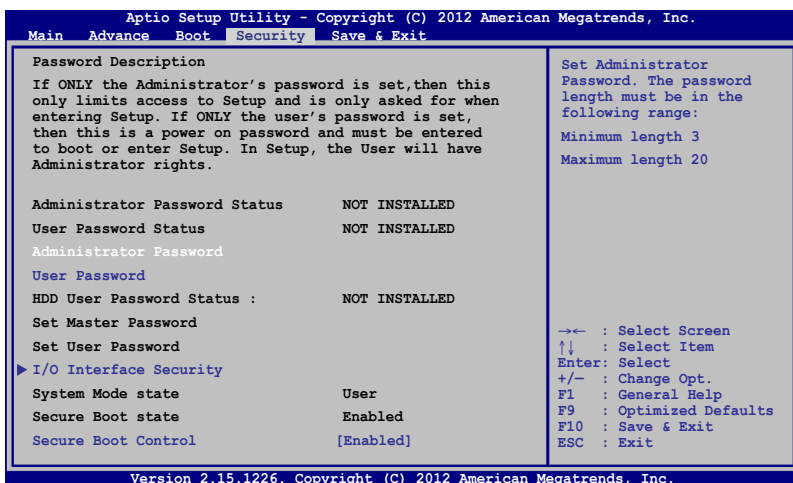 Aptio Setup Utility - Copyright (C) 2012 American Megatrends, Inc.
Main Advance Boot Security Save & Exit
Password Description
If ONLY the Administrator's password is set,then this
only limits access to Setup and is only asked for when
entering Setup. If ONLY the user's password is set,
then this is a power on password and must be entered
to boot or enter Setup. In Setup, the User will have
Administrator rights.
Administrator Password Status NOT INSTALLED
User Password Status NOT INSTALLED
Administrator Password
User Password
HDD User Password Status : NOT INSTALLED
Set Master Password
Set User Password
I/O Interface Security
System Mode state User
Secure Boot state Enabled
Secure Boot Control [Enabled]
Set Administrator
Password. The password
length must be in the
following range:
Minimum length 3
Maximum length 20
→← : Select Screen
↑↓ : Select Item
Enter: Select
+/— : Change Opt.
F1 : General Help
F9 : Optimized Defaults
F10 : Save & Exit
ESC : Exit
Version 2.15.1226. Copyright (C) 2012 American Megatrends, Inc.